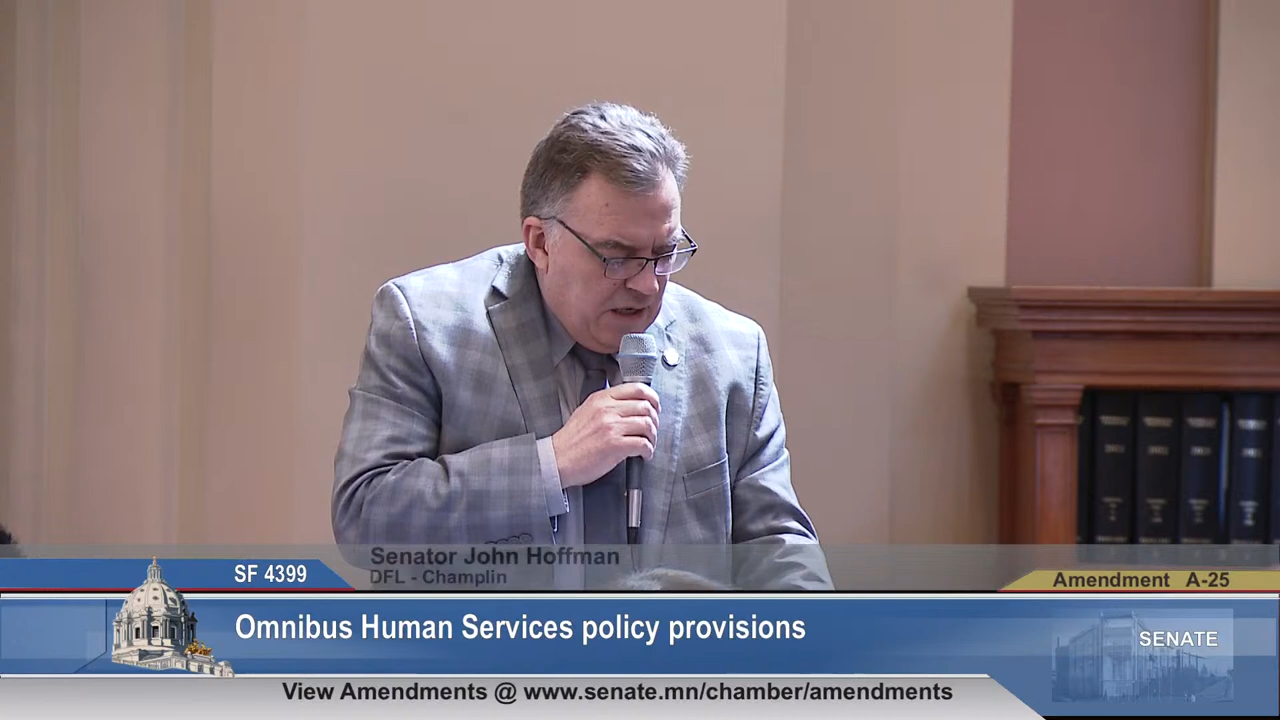 Senator John Hoffman
DFL - Champlin
SF 4399
Amendment A-25
Omnibus Human Services policy provisions
SENATE
View Amendments @ www.senate.mn/chamber/amendments